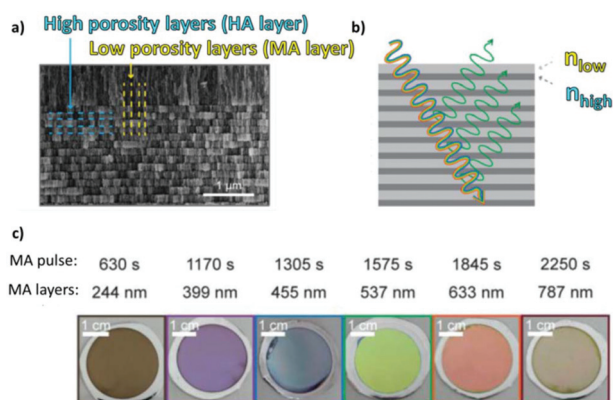 a)
High porosity layers (HA layer)
Low porosity layers (MA layer)
1 µm
b)
n_low
n_high
c)
MA pulse: 630 s 1170 s 1305 s 1575 s 1845 s 2250 s
MA layers: 244 nm 399 nm 455 nm 537 nm 633 nm 787 nm
1 cm 1 cm 1 cm 1 cm 1 cm 1 cm